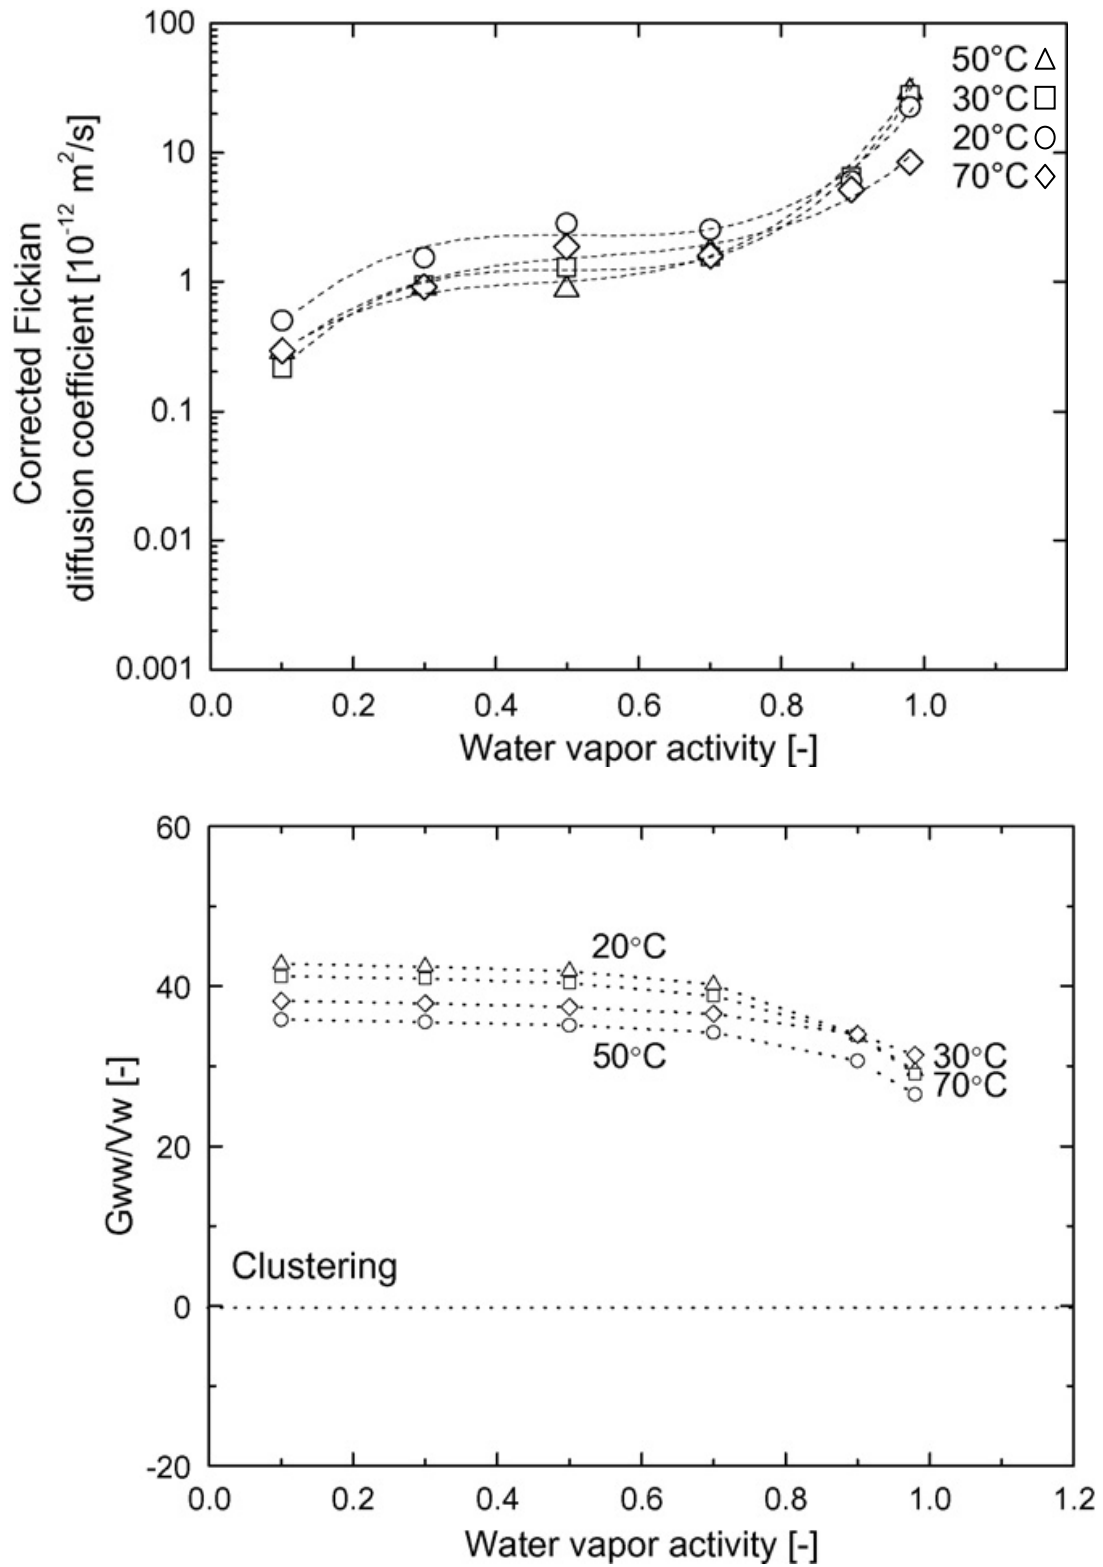 100
10
1
0.1
0.01
0.001
Corrected Fickian
diffusion coefficient [10⁻¹² m²/s]
50°C
30°C
20°C
70°C
0.0 0.2 0.4 0.6 0.8 1.0
Water vapor activity [-]
60
40
20
0
-20
Gww/Vw [-]
20°C
50°C
30°C
70°C
Clustering
0.0 0.2 0.4 0.6 0.8 1.0 1.2
Water vapor activity [-]